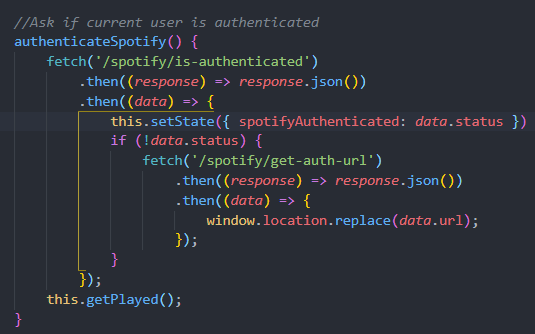 //Ask if current user is authenticated
authenticateSpotify() {
fetch('/spotify/is-authenticated')
.then((response) => response.json())
.then((data) => {
this.setState({ spotifyAuthenticated: data.status })
if (!data.status) {
fetch('/spotify/get-auth-url')
.then((response) => response.json())
.then((data) => {
window.location.replace(data.url);
});
}
});
this.getPlayed();
}